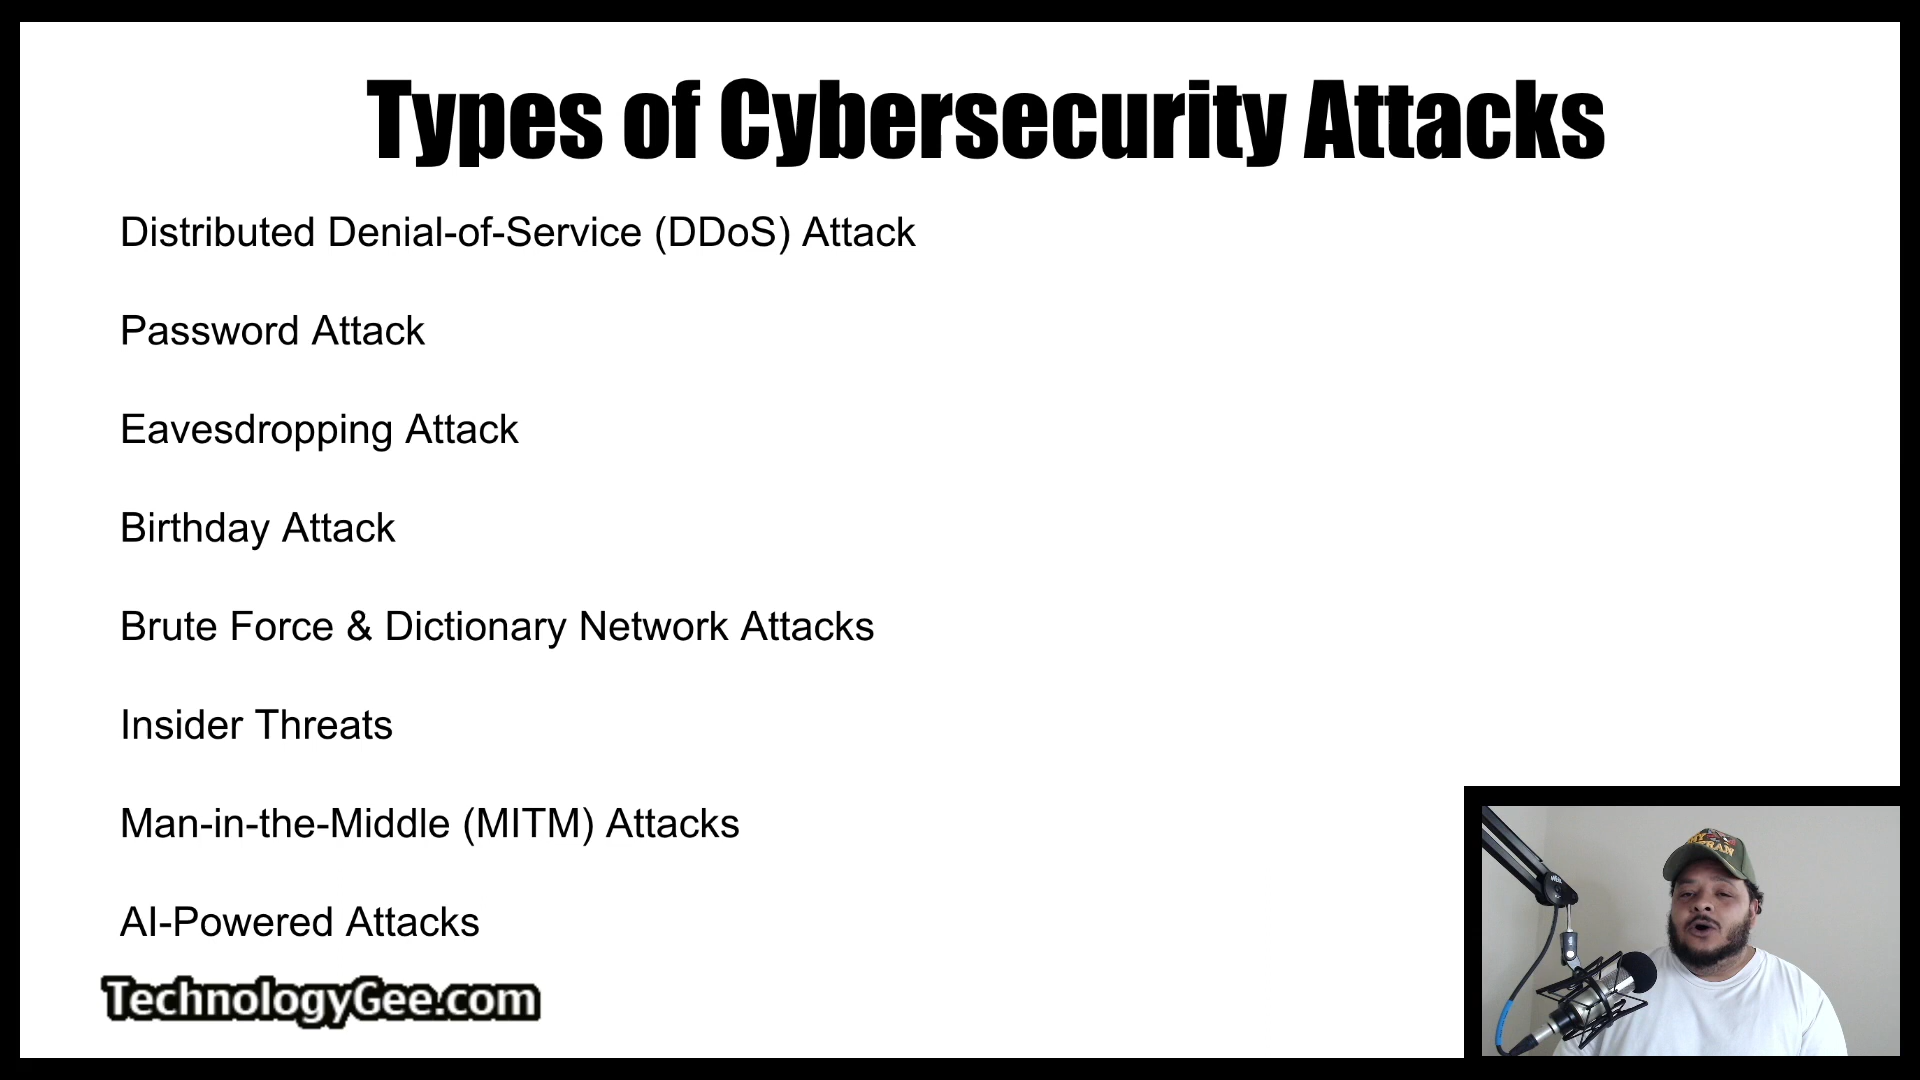 Types of Cybersecurity Attacks
Distributed Denial-of-Service (DDoS) Attack
Password Attack
Eavesdropping Attack
Birthday Attack
Brute Force & Dictionary Network Attacks
Insider Threats
Man-in-the-Middle (MITM) Attacks
AI-Powered Attacks
TechnologyGee.com